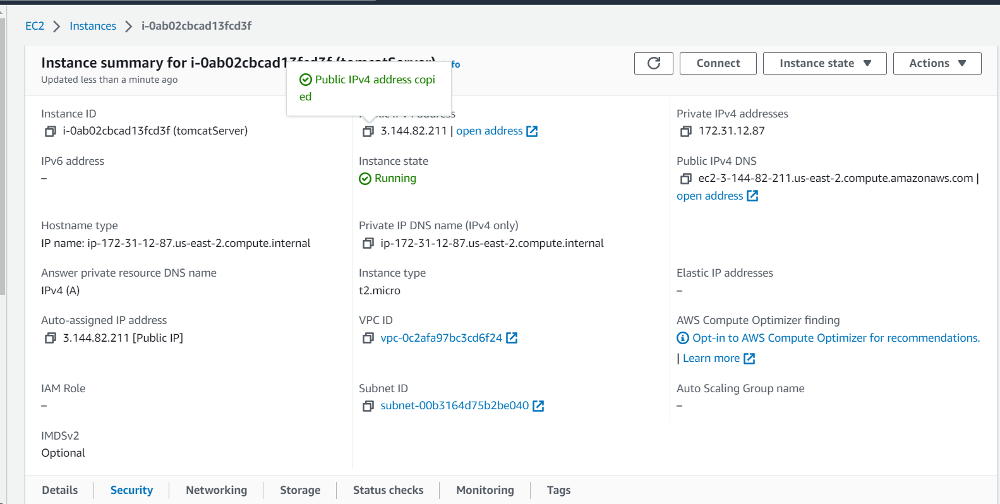 EC2 > Instances > i-0ab02cbcad13fcd3f
Instance summary for i-0ab02cbcad13fcd3f (tomcatServer) Info
Updated less than a minute ago
Connect
Instance state
Actions
Public IPv4 address copi
ed
Instance ID
i-0ab02cbcad13fcd3f (tomcatServer)
Public IPv4 address
3.144.82.211 | open address
Private IPv4 addresses
172.31.12.87
IPv6 address
–
Instance state
Running
Public IPv4 DNS
ec2-3-144-82-211.us-east-2.compute.amazonaws.com |
open address
Hostname type
IP name: ip-172-31-12-87.us-east-2.compute.internal
Private IP DNS name (IPv4 only)
ip-172-31-12-87.us-east-2.compute.internal
Answer private resource DNS name
IPv4 (A)
Instance type
t2.micro
Elastic IP addresses
–
Auto-assigned IP address
3.144.82.211 [Public IP]
VPC ID
vpc-0c2afa97bc3cd6f24
AWS Compute Optimizer finding
Opt-in to AWS Compute Optimizer for recommendations.
| Learn more
IAM Role
–
Subnet ID
subnet-00b3164d75b2be040
Auto Scaling Group name
–
IMDSv2
Optional
Details
Security
Networking
Storage
Status checks
Monitoring
Tags